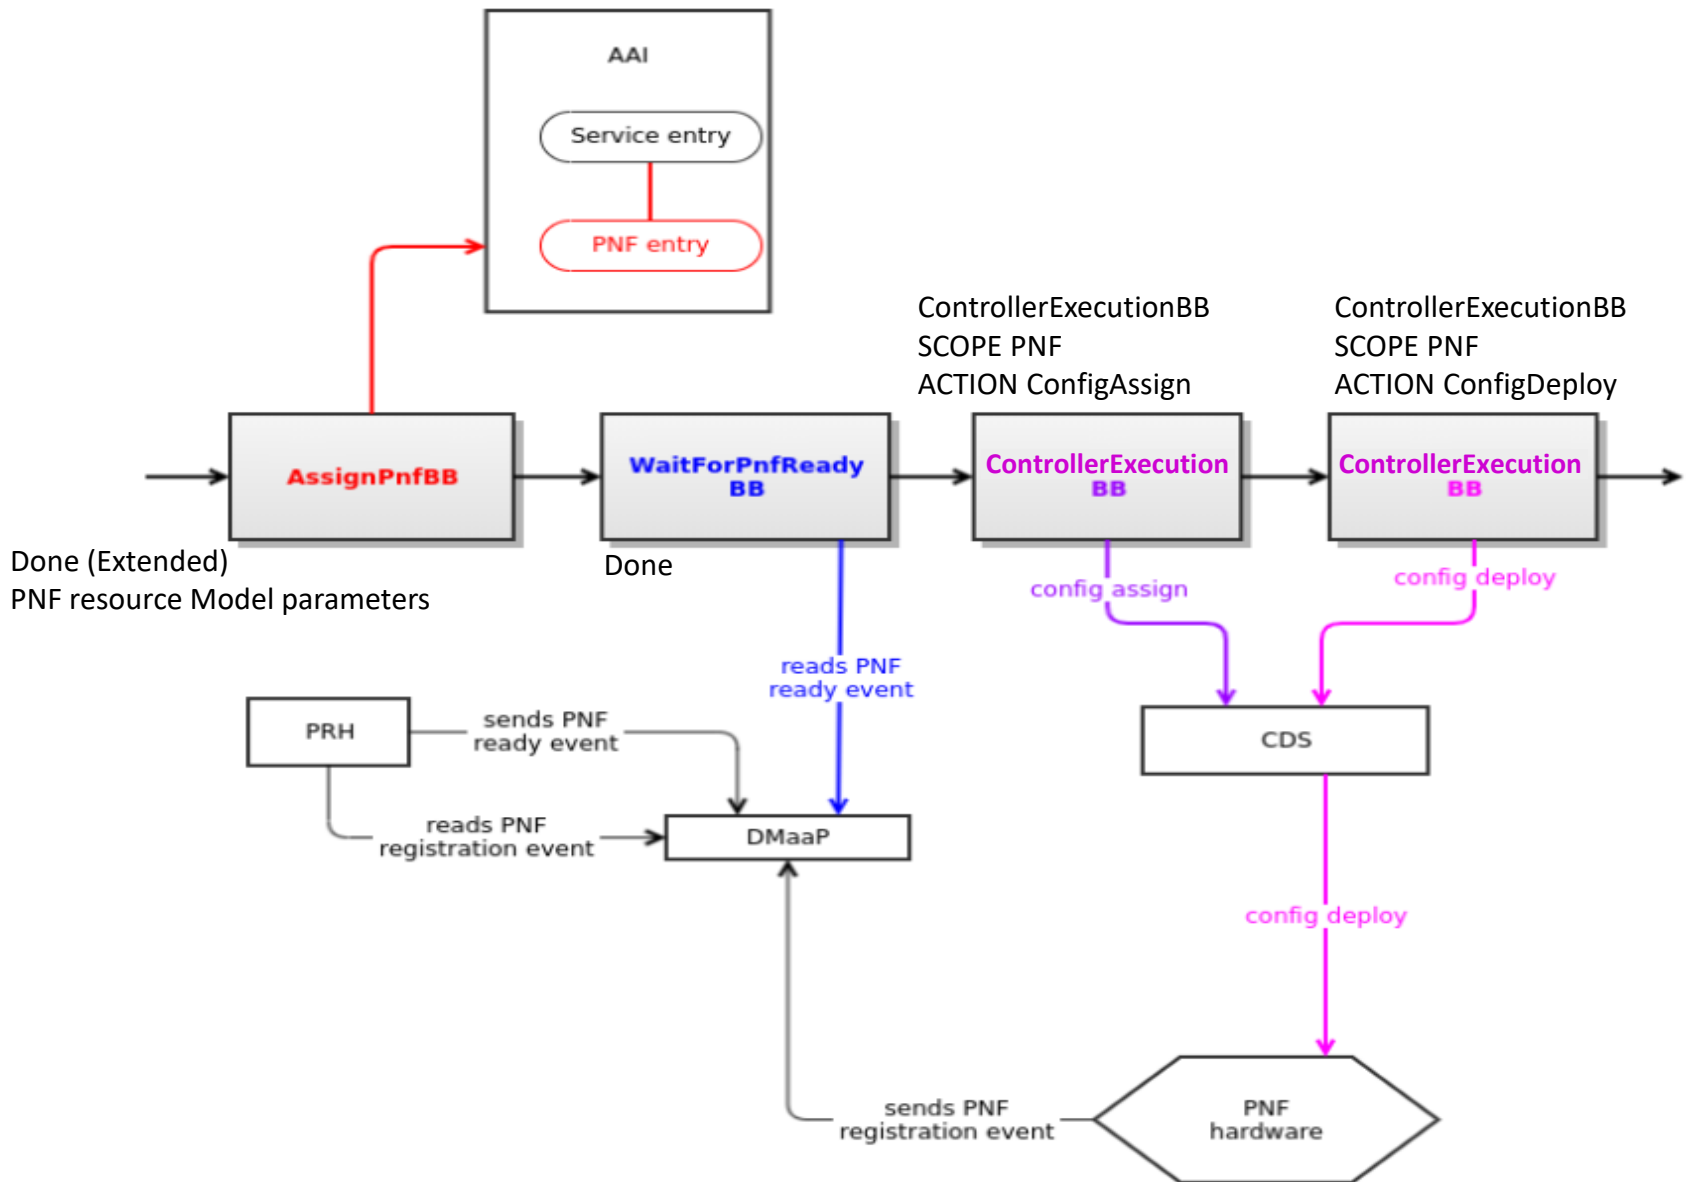 AAI
Service entry
PNF entry
ControllerExecutionBB
SCOPE PNF
ACTION ConfigAssign
ControllerExecutionBB
SCOPE PNF
ACTION ConfigDeploy
AssignPnfBB
WaitForPnfReady
BB
ControllerExecution
BB
ControllerExecution
BB
Done (Extended)
PNF resource Model parameters
Done
config assign
config deploy
reads PNF
ready event
PRH
sends PNF
ready event
CDS
reads PNF
registration event
DMaaP
config deploy
sends PNF
registration event
PNF
hardware